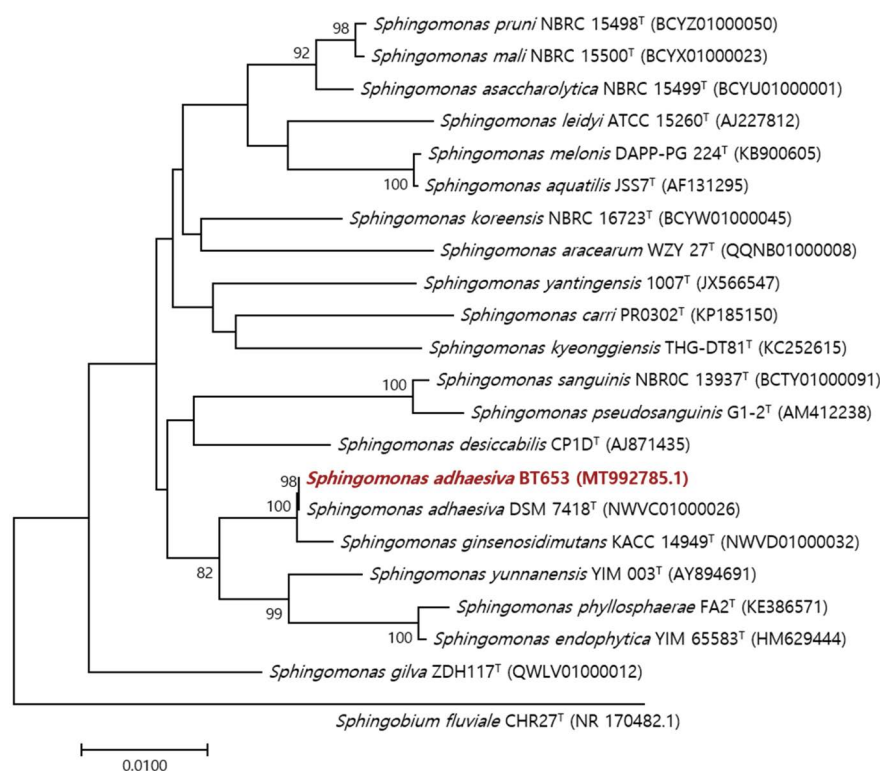 98
Sphingomonas pruni NBRC 15498ᵀ (BCYZ01000050)
92
Sphingomonas mali NBRC 15500ᵀ (BCYX01000023)
Sphingomonas asaccharolytica NBRC 15499ᵀ (BCYU01000001)
Sphingomonas leidyi ATCC 15260ᵀ (AJ227812)
Sphingomonas melonis DAPP-PG 224ᵀ (KB900605)
100
Sphingomonas aquatilis JSS7ᵀ (AF131295)
Sphingomonas koreensis NBRC 16723ᵀ (BCYW01000045)
Sphingomonas aracearum WZY 27ᵀ (QQNB01000008)
Sphingomonas yantingensis 1007ᵀ (JX566547)
Sphingomonas carri PR0302ᵀ (KP185150)
Sphingomonas kyeonggiensis THG-DT81ᵀ (KC252615)
100
Sphingomonas sanguinis NBR0C 13937ᵀ (BCTY01000091)
Sphingomonas pseudosanguinis G1-2ᵀ (AM412238)
Sphingomonas desiccabilis CP1Dᵀ (AJ871435)
98
Sphingomonas adhaesiva BT653 (MT992785.1)
100
Sphingomonas adhaesiva DSM 7418ᵀ (NWVC01000026)
Sphingomonas ginsenosidimutans KACC 14949ᵀ (NWVD01000032)
82
Sphingomonas yunnanensis YIM 003ᵀ (AY894691)
99
Sphingomonas phyllosphaerae FA2ᵀ (KE386571)
100
Sphingomonas endophytica YIM 65583ᵀ (HM629444)
Sphingomonas gilva ZDH117ᵀ (QWLV01000012)
Sphingobium fluviale CHR27ᵀ (NR 170482.1)
0.0100